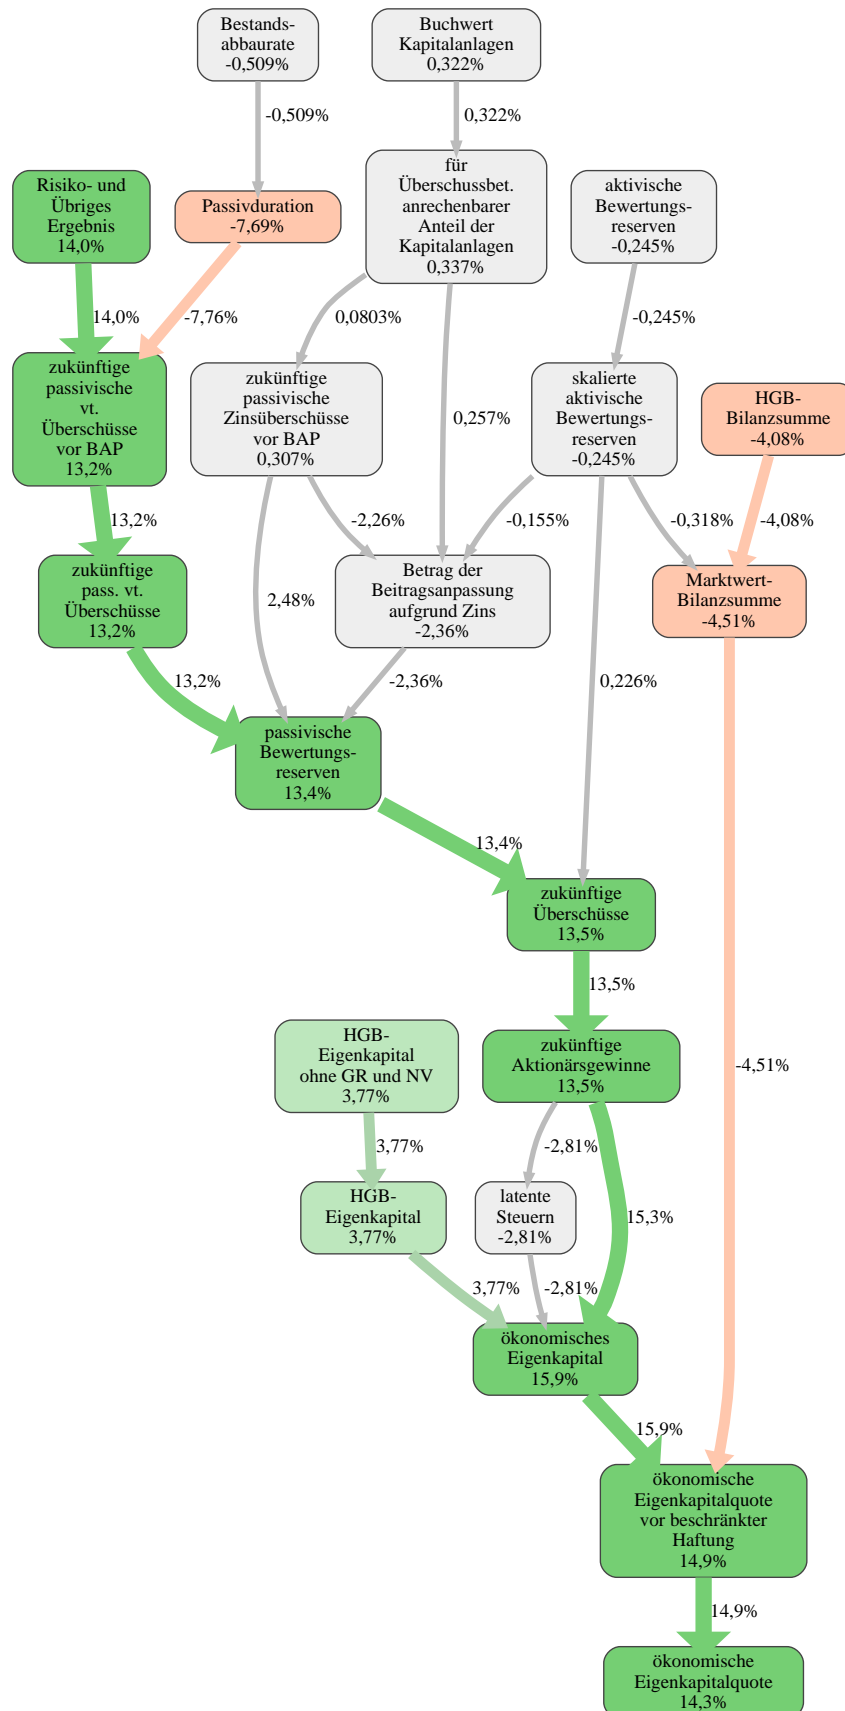 Bestands-
abbaurate
-0,509%
Buchwert
Kapitalanlagen
0,322%
-0,509%
0,322%
Risiko- und
Übriges
Ergebnis
14,0%
Passivduration
-7,69%
für
Überschussbet.
anrechenbarer
Anteil der
Kapitalanlagen
0,337%
aktivische
Bewertungs-
reserven
-0,245%
14,0%
-7,76%
0,0803%
-0,245%
zukünftige
passivische
vt.
Überschüsse
vor BAP
13,2%
zukünftige
passivische
Zinsüberschüsse
vor BAP
0,307%
0,257%
skalierte
aktivische
Bewertungs-
reserven
-0,245%
HGB-
Bilanzsumme
-4,08%
13,2%
-2,26%
-0,155%
-0,318%
-4,08%
zukünftige
pass. vt.
Überschüsse
13,2%
2,48%
Betrag der
Beitragsanpassung
aufgrund Zins
-2,36%
Marktwert-
Bilanzsumme
-4,51%
13,2%
-2,36%
0,226%
passivische
Bewertungs-
reserven
13,4%
13,4%
zukünftige
Überschüsse
13,5%
13,5%
HGB-
Eigenkapital
ohne GR und NV
3,77%
zukünftige
Aktionärsgewinne
13,5%
-4,51%
3,77%
-2,81%
15,3%
HGB-
Eigenkapital
3,77%
latente
Steuern
-2,81%
3,77%
-2,81%
ökonomisches
Eigenkapital
15,9%
15,9%
ökonomische
Eigenkapitalquote
vor beschränkter
Haftung
14,9%
14,9%
ökonomische
Eigenkapitalquote
14,3%